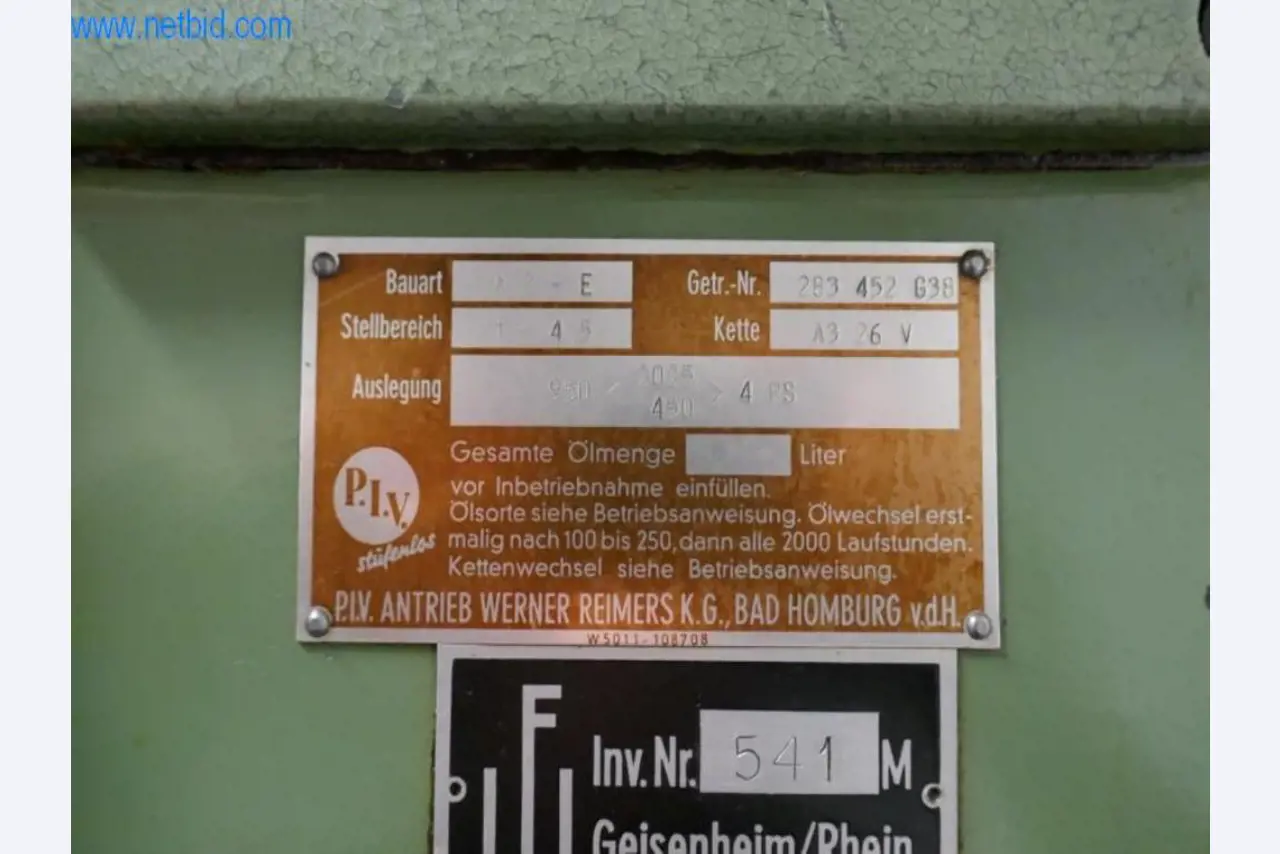 www.netbid.com
Bauart E Getr.-Nr. 283 452 G38
Stellbereich Kette A3 26 V
Auslegung 4 PS
Gesamte Ölmenge Liter
vor Inbetriebnahme einfüllen.
Ölsorte siehe Betriebsanweisung. Ölwechsel erst-
malig nach 100 bis 250, dann alle 2000 Laufstunden.
Kettenwechsel siehe Betriebsanweisung.
P.I.V.
stufenlos
P.I.V. ANTRIEB WERNER REIMERS K.G., BAD HOMBURG v.d.H.
W5011-108708
Inv. Nr. 541 M
Geisenheim/Rhein